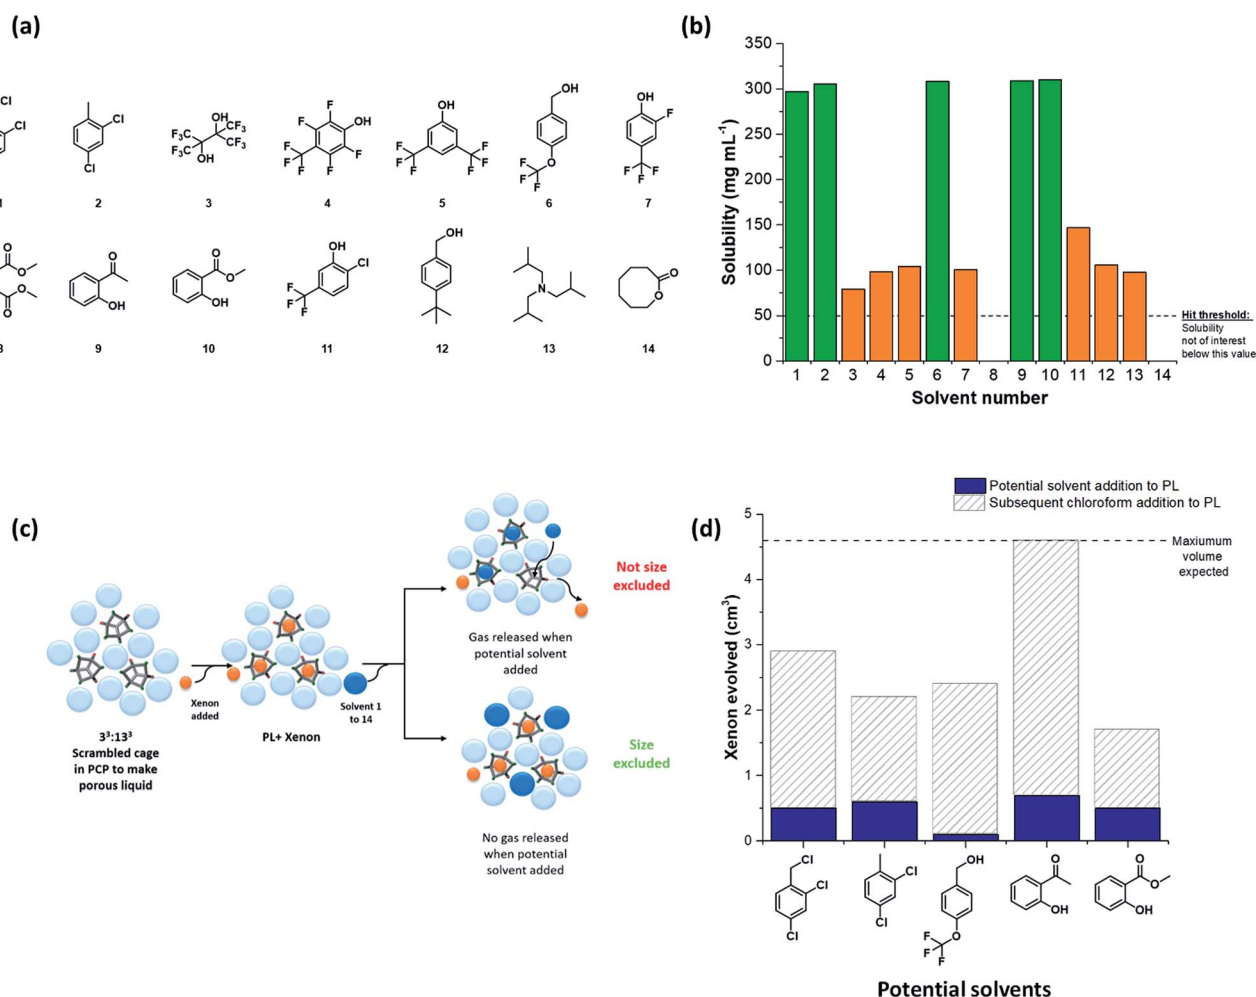 (a)
Cl
Cl
1
Cl
Cl
2
OH
F₃C
CF₃
F₃C
CF₃
OH
3
F
F
OH
F
F
F
F
F
4
OH
F
F
F
F
F
F
5
OH
O
F
F
F
6
OH
F
F
F
F
7
O
O
O
O
8
O
OH
9
O
O
OH
10
OH
Cl
F
F
F
11
OH
12
N
13
O
O
14
(b)
Solubility (mg mL⁻¹)
350
300
250
200
150
100
50
0
1 2 3 4 5 6 7 8 9 10 11 12 13 14
Solvent number
Hit threshold:
Solubility
not of interest
below this value
(c)
3³:13³
Scrambled cage
in PCP to make
porous liquid
Xenon
added
PL+ Xenon
Solvent 1
to 14
Gas released when
potential solvent
added
Not size
excluded
No gas released
when potential
solvent added
Size
excluded
(d)
Potential solvent addition to PL
Subsequent chloroform addition to PL
Xenon evolved (cm³)
5
4
3
2
1
0
Maxiumum
volume
expected
Cl
Cl
Cl
Cl
Cl
OH
O
F
F
F
O
OH
O
O
OH
Potential solvents